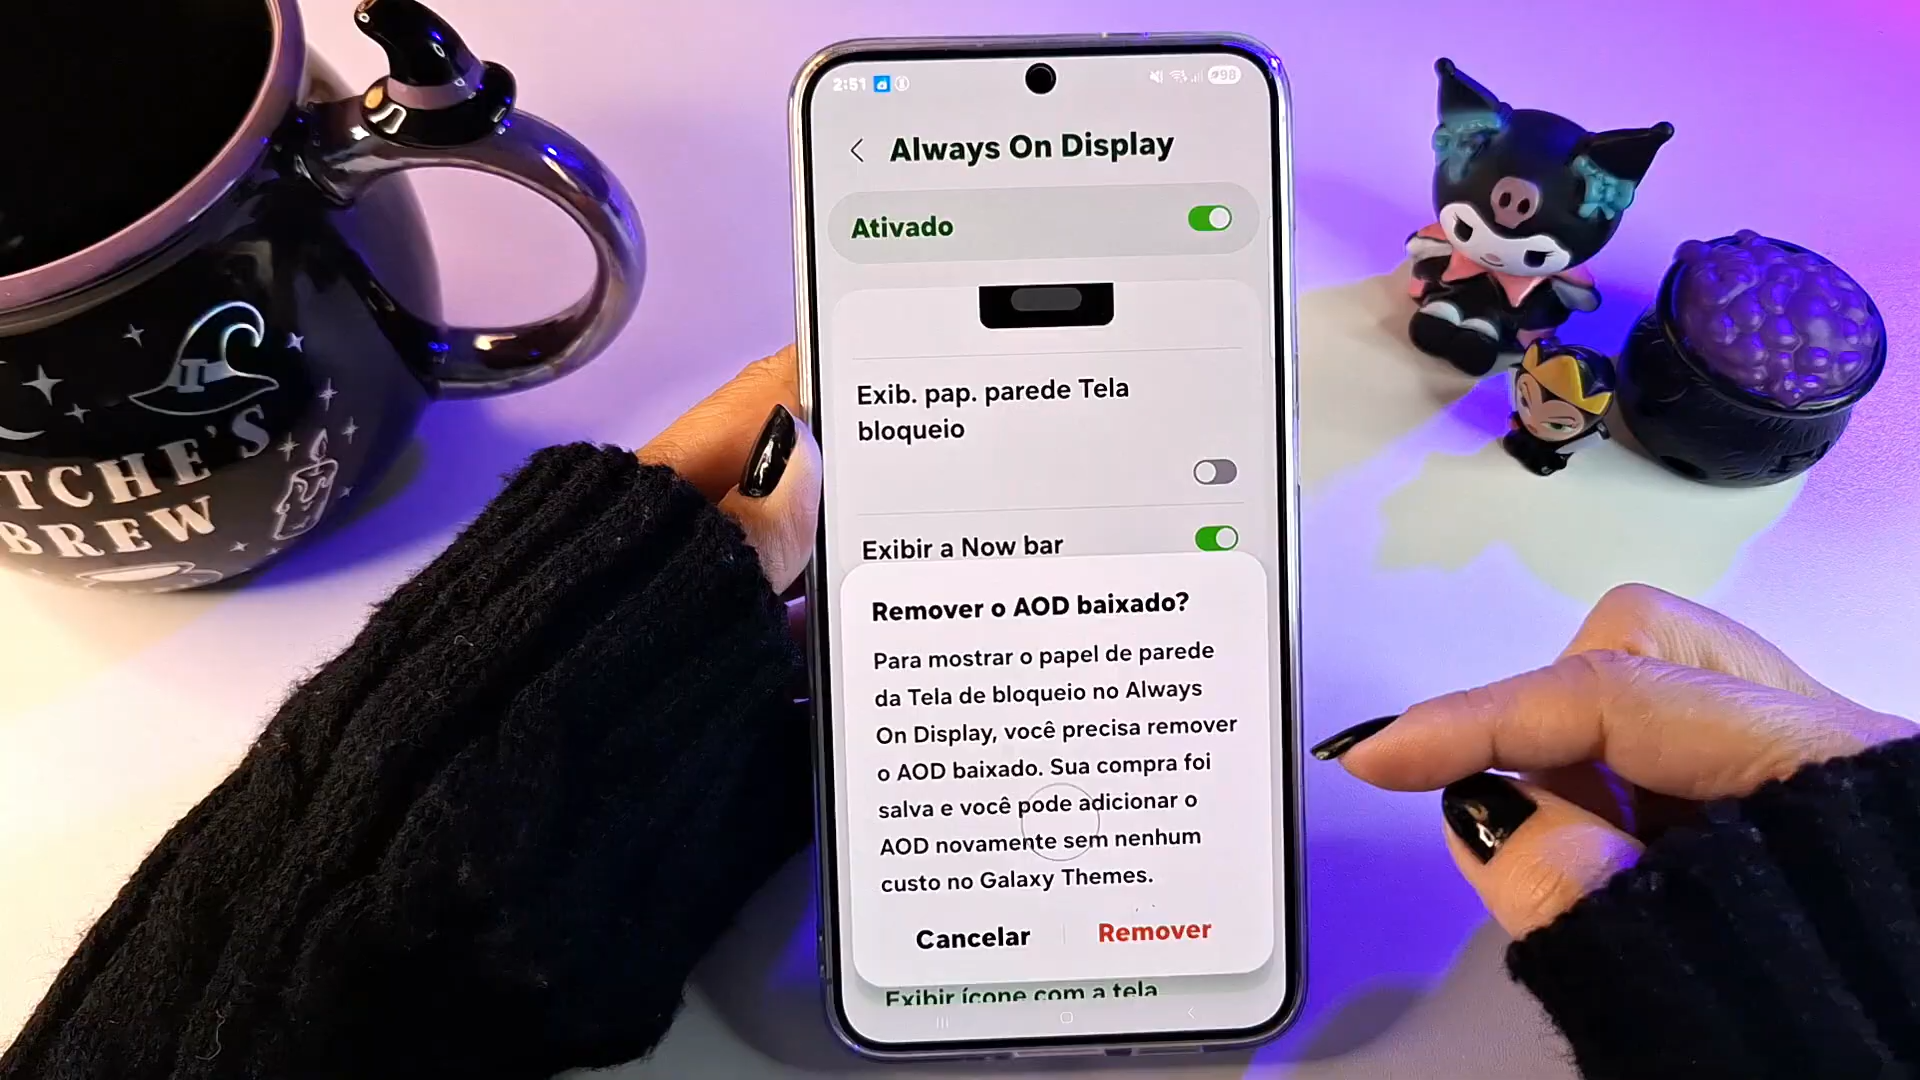 2:51
98
Always On Display
Ativado
Exib. pap. parede Tela
bloqueio
Exibir a Now bar
Remover o AOD baixado?
Para mostrar o papel de parede
da Tela de bloqueio no Always
On Display, você precisa remover
o AOD baixado. Sua compra foi
salva e você pode adicionar o
AOD novamente sem nenhum
custo no Galaxy Themes.
Cancelar
Remover
Exibir ícone com a tela
TCHE'S
BREW